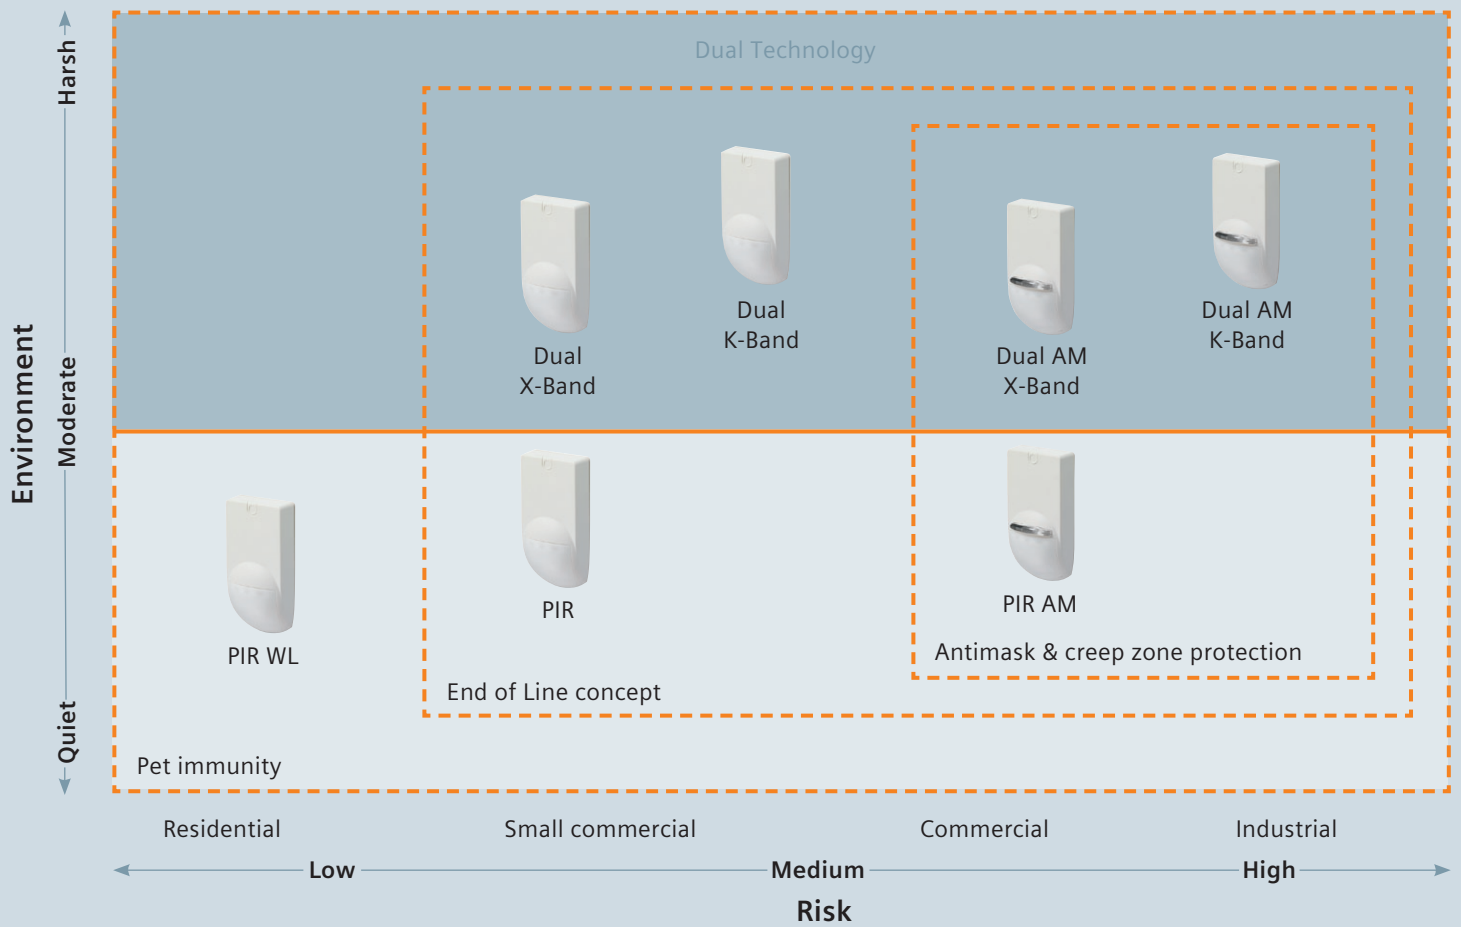 Dual Technology
Harsh
Moderate
Quiet
Environment
Dual
X-Band
Dual
K-Band
Dual AM
X-Band
Dual AM
K-Band
PIR WL
PIR
PIR AM
Antimask & creep zone protection
End of Line concept
Pet immunity
Residential
Small commercial
Commercial
Industrial
Low
Medium
High
Risk